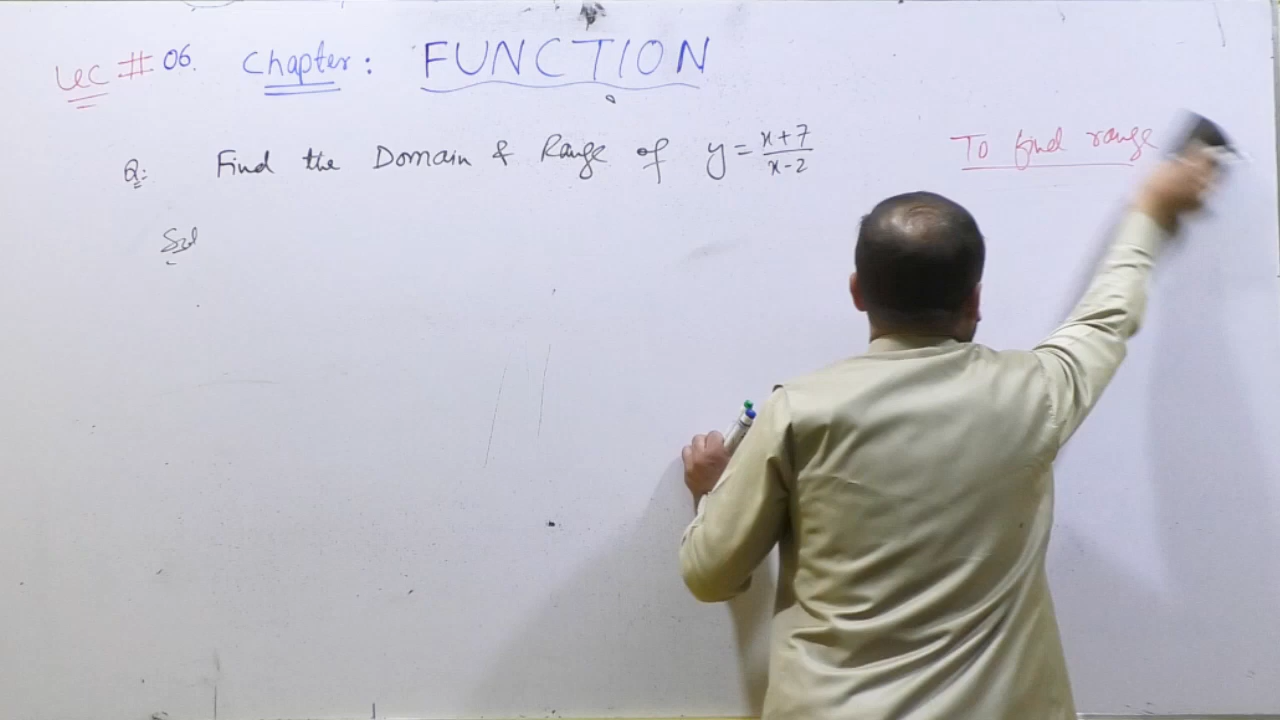 Lec # 06. Chapter: FUNCTION
Q: Find the Domain & Range of y = x+7/x-2
To find range
Sol